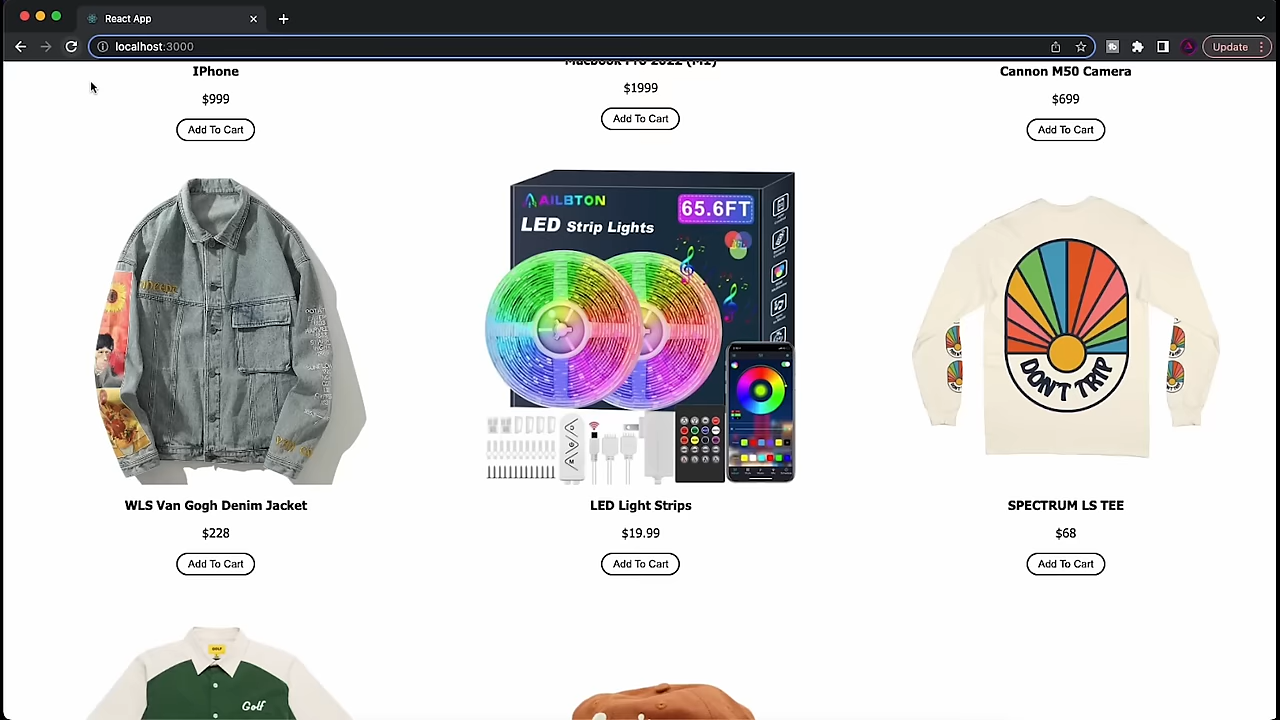 React App
localhost:3000
Update
IPhone
Macbook Pro 2022 (M1)
Cannon M50 Camera
$999
$1999
$699
Add To Cart
Add To Cart
Add To Cart
AILBTON
65.6FT
LED Strip Lights
DON'T TRIP
WLS Van Gogh Denim Jacket
LED Light Strips
SPECTRUM LS TEE
$228
$19.99
$68
Add To Cart
Add To Cart
Add To Cart
GOLF
Golf